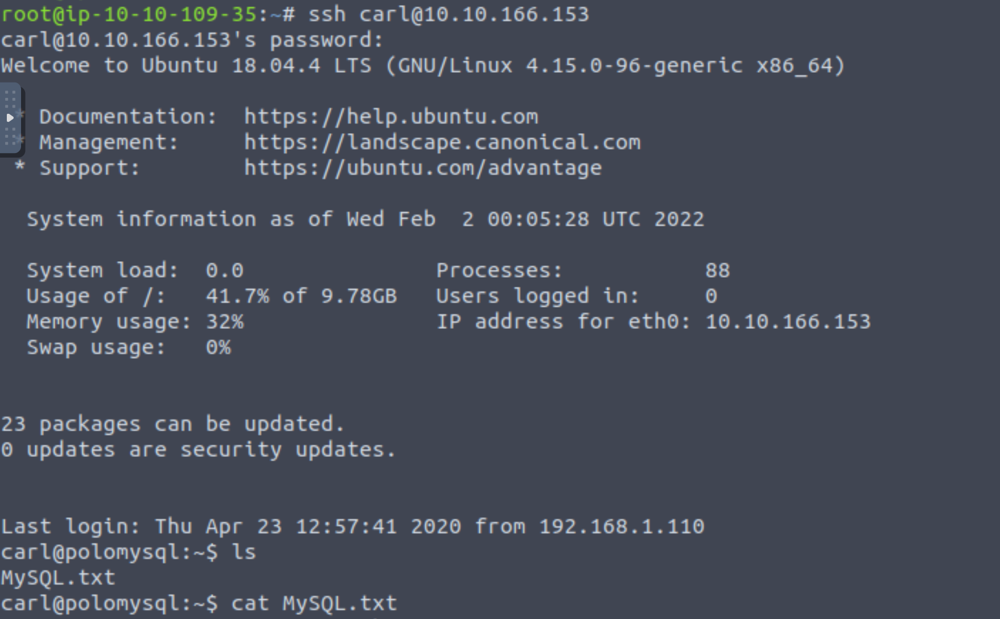 root@ip-10-10-109-35:~# ssh carl@10.10.166.153
carl@10.10.166.153's password:
Welcome to Ubuntu 18.04.4 LTS (GNU/Linux 4.15.0-96-generic x86_64)
* Documentation:  https://help.ubuntu.com
* Management:     https://landscape.canonical.com
* Support:        https://ubuntu.com/advantage
System information as of Wed Feb  2 00:05:28 UTC 2022
System load:  0.0               Processes:           88
Usage of /:   41.7% of 9.78GB   Users logged in:     0
Memory usage: 32%               IP address for eth0: 10.10.166.153
Swap usage:   0%
23 packages can be updated.
0 updates are security updates.
Last login: Thu Apr 23 12:57:41 2020 from 192.168.1.110
carl@polomysql:~$ ls
MySQL.txt
carl@polomysql:~$ cat MySQL.txt